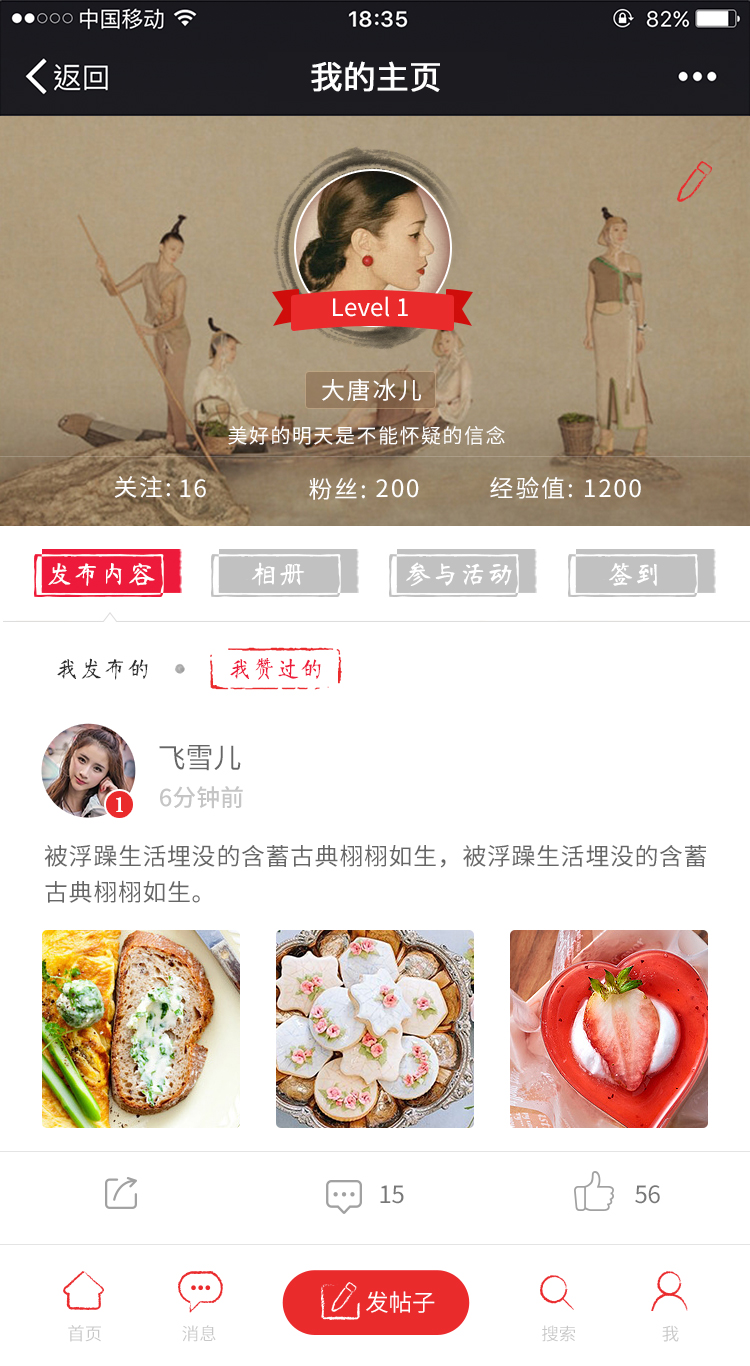 中国移动 18:35 82%
返回 我的主页
Level 1
大唐冰儿
美好的明天是不能怀疑的信念
关注: 16 粉丝: 200 经验值: 1200
发布内容 相册 参与活动 签到
我发布的 我赞过的
飞雪儿
1
6分钟前
被浮躁生活埋没的含蓄古典栩栩如生，被浮躁生活埋没的含蓄
古典栩栩如生。
15 56
发帖子
首页 消息 搜索 我